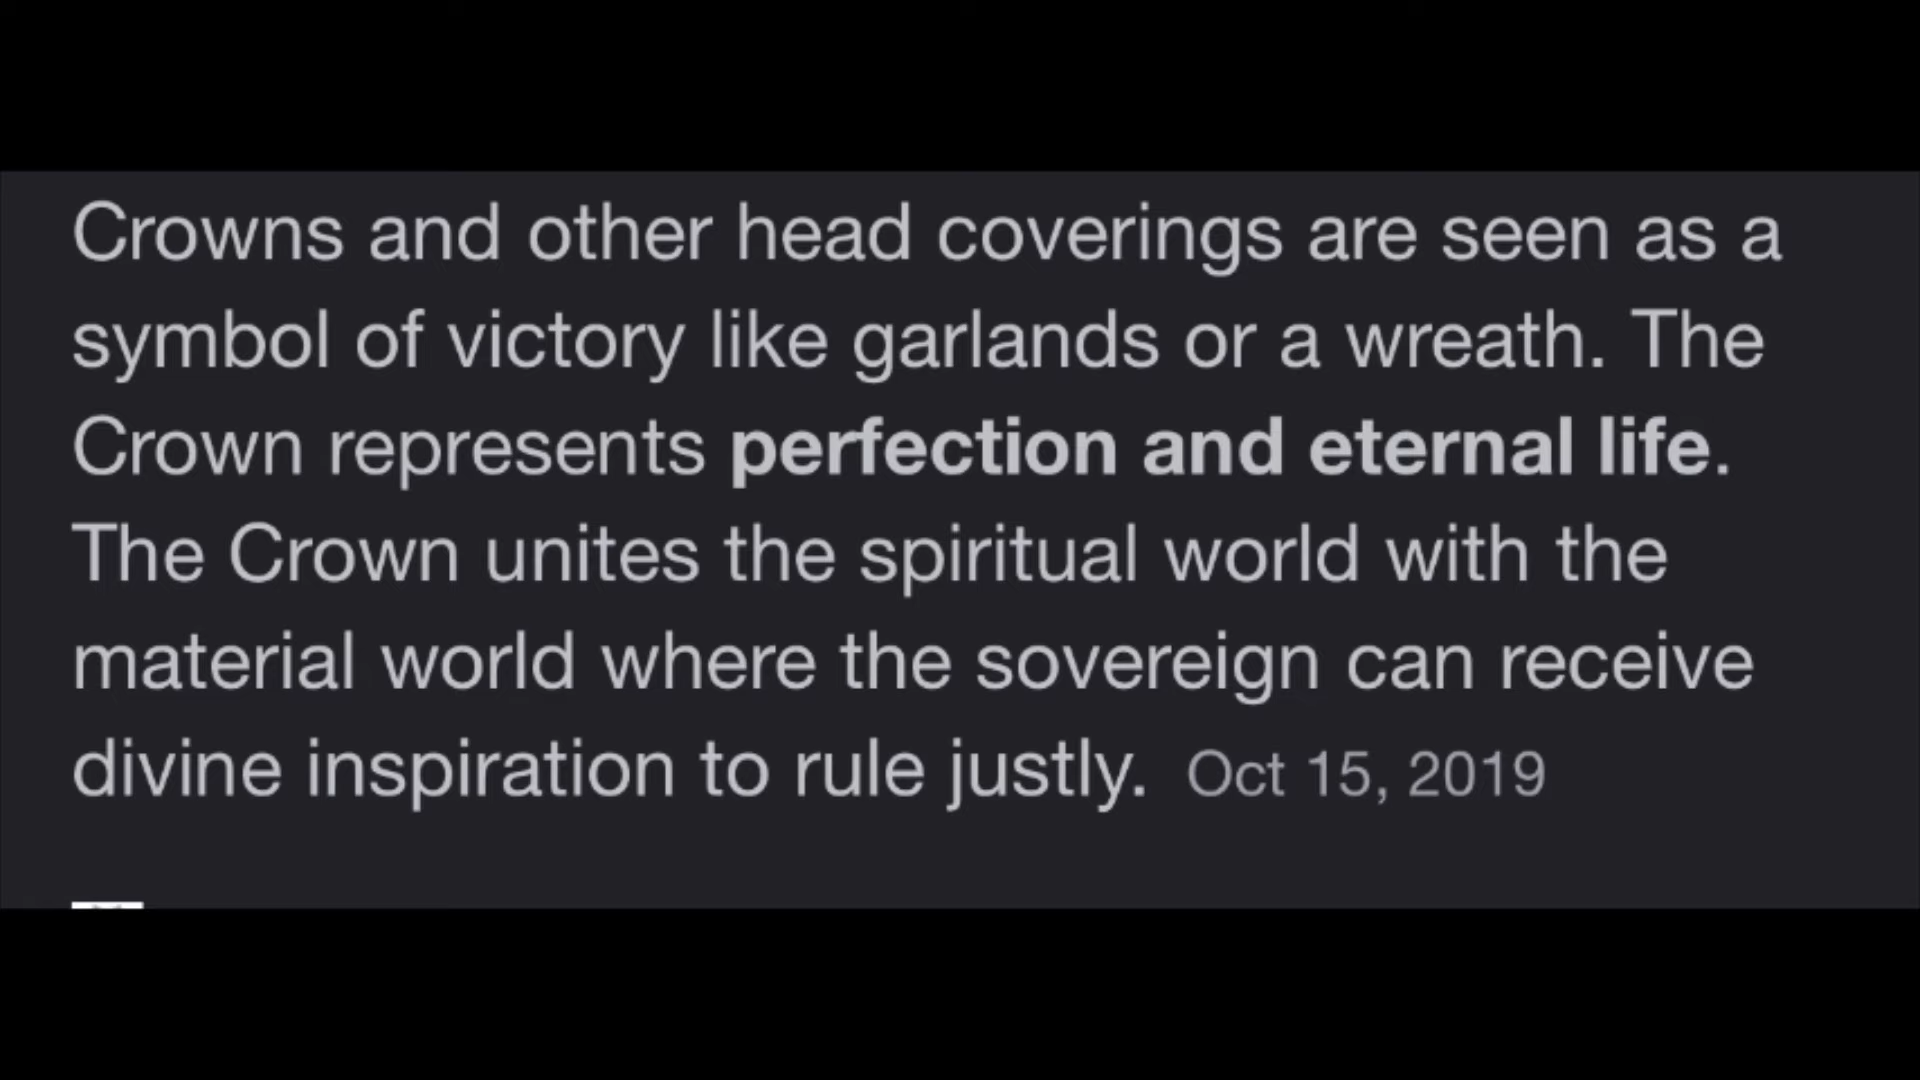 Crowns and other head coverings are seen as a
symbol of victory like garlands or a wreath. The
Crown represents perfection and eternal life.
The Crown unites the spiritual world with the
material world where the sovereign can receive
divine inspiration to rule justly. Oct 15, 2019